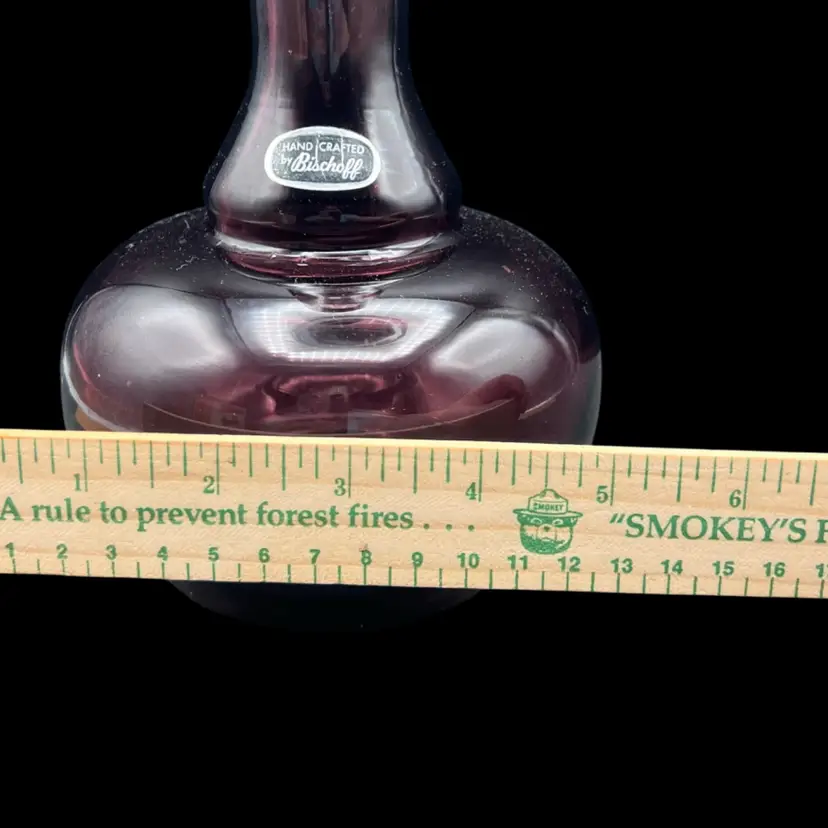 HAND CRAFTED
by Bischoff
1 2 3 4 5 6
SMOKEY
A rule to prevent forest fires... "SMOKEY'S
1 2 3 4 5 6 7 8 9 10 11 12 13 14 15 16